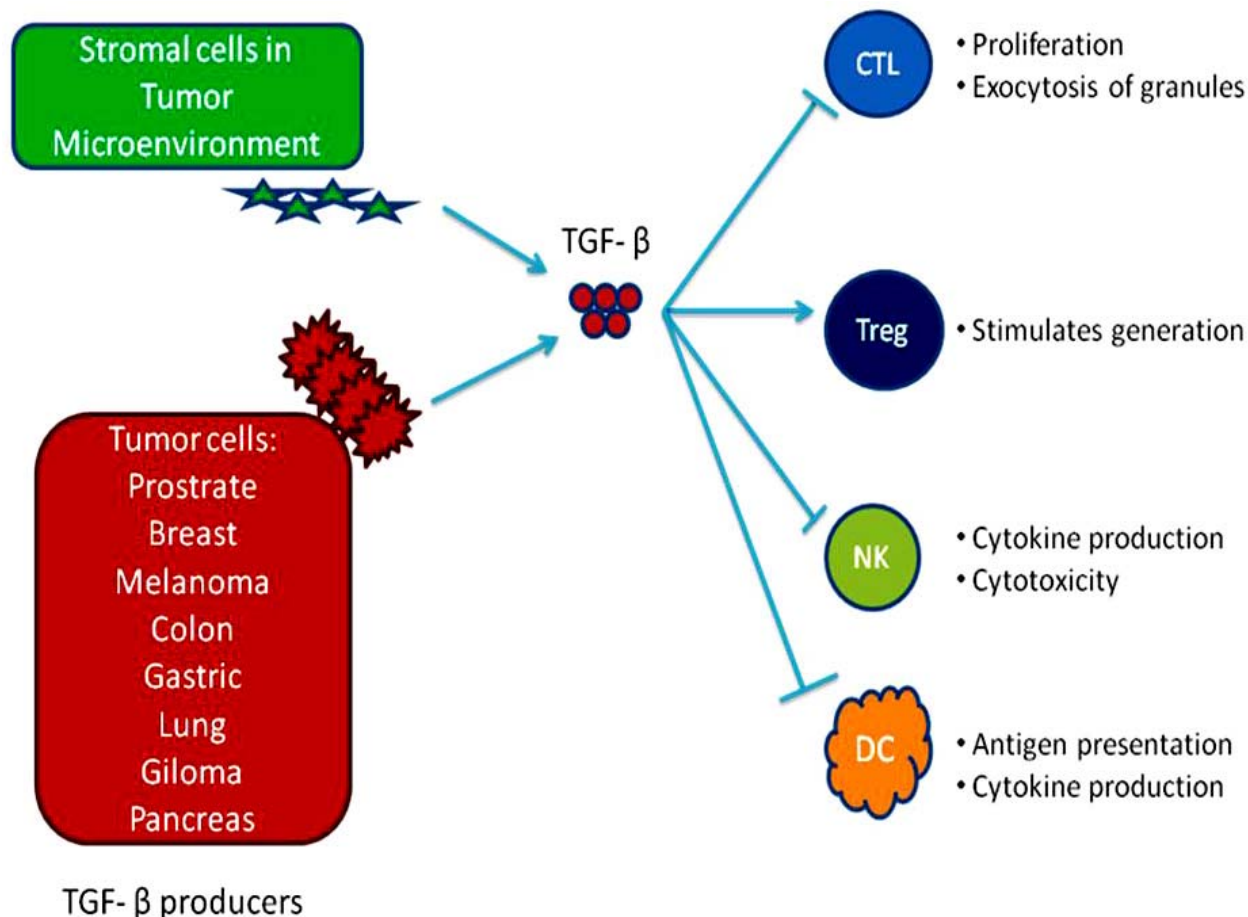 Stromal cells in
Tumor
Microenvironment
TGF- β
Tumor cells:
Prostrate
Breast
Melanoma
Colon
Gastric
Lung
Giloma
Pancreas
TGF- β producers
CTL
• Proliferation
• Exocytosis of granules
Treg
• Stimulates generation
NK
• Cytokine production
• Cytotoxicity
DC
• Antigen presentation
• Cytokine production